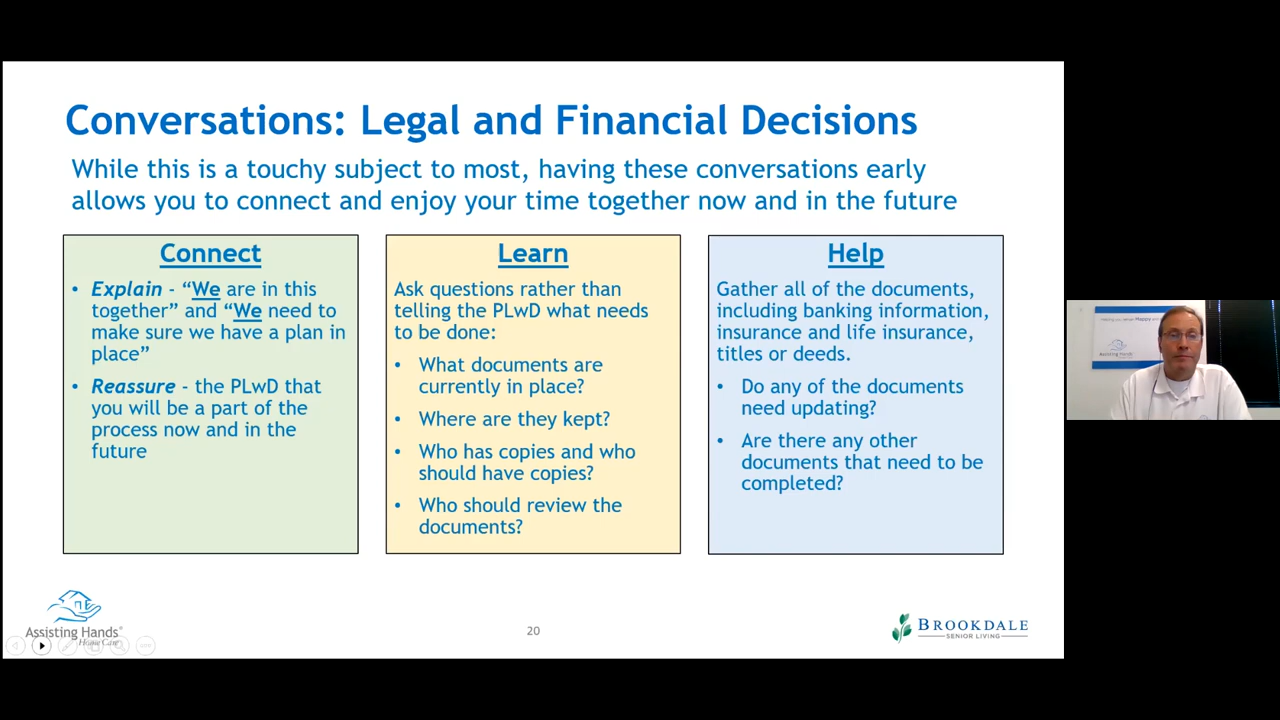 Conversations: Legal and Financial Decisions
While this is a touchy subject to most, having these conversations early
allows you to connect and enjoy your time together now and in the future
Connect
• Explain - “We are in this
together” and “We need to
make sure we have a plan in
place”
• Reassure - the PLwD that
you will be a part of the
process now and in the
future
Learn
Ask questions rather than
telling the PLwD what needs
to be done:
• What documents are
currently in place?
• Where are they kept?
• Who has copies and who
should have copies?
• Who should review the
documents?
Help
Gather all of the documents,
including banking information,
insurance and life insurance,
titles or deeds.
• Do any of the documents
need updating?
• Are there any other
documents that need to be
completed?
Assisting Hands®
Home Care
20
BROOKDALE
SENIOR LIVING
Happy
Assisting Hands